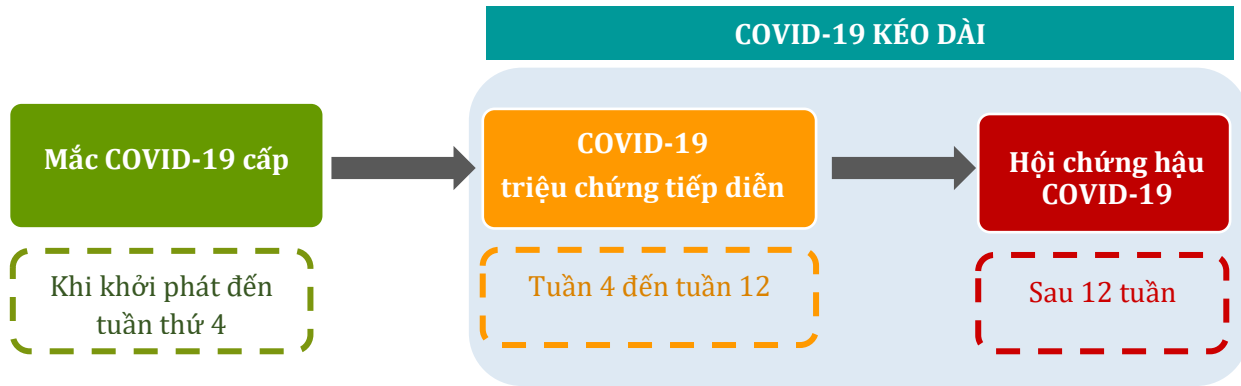 COVID-19 KÉO DÀI
Mắc COVID-19 cấp
COVID-19
triệu chứng tiếp diễn
Hội chứng hậu
COVID-19
Khi khởi phát đến
tuần thứ 4
Tuần 4 đến tuần 12
Sau 12 tuần